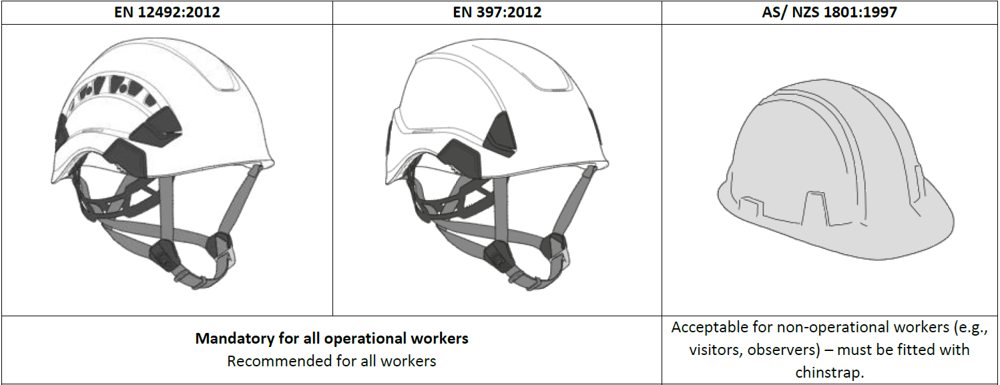 EN 12492:2012
EN 397:2012
AS/ NZS 1801:1997
Mandatory for all operational workers
Recommended for all workers
Acceptable for non-operational workers (e.g.,
visitors, observers) – must be fitted with
chinstrap.